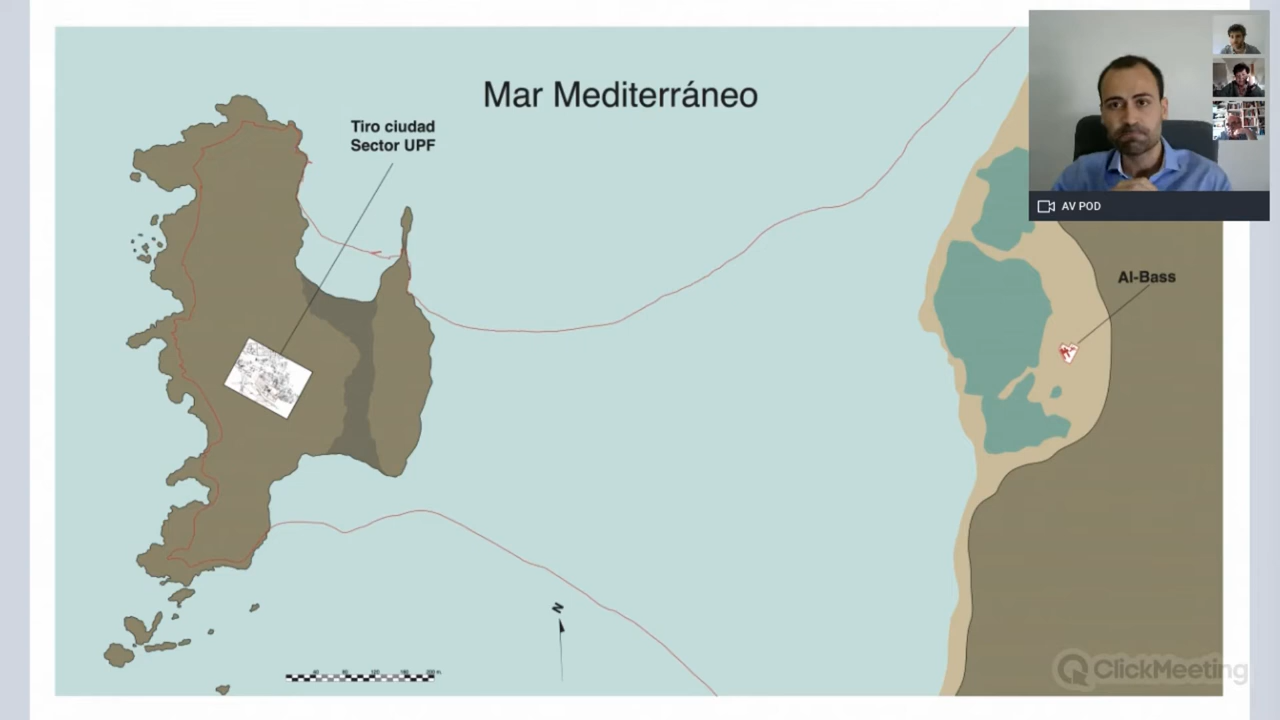 Mar Mediterráneo
Tiro ciudad
Sector UPF
AV POD
Al-Bass
N
ClickMeeting